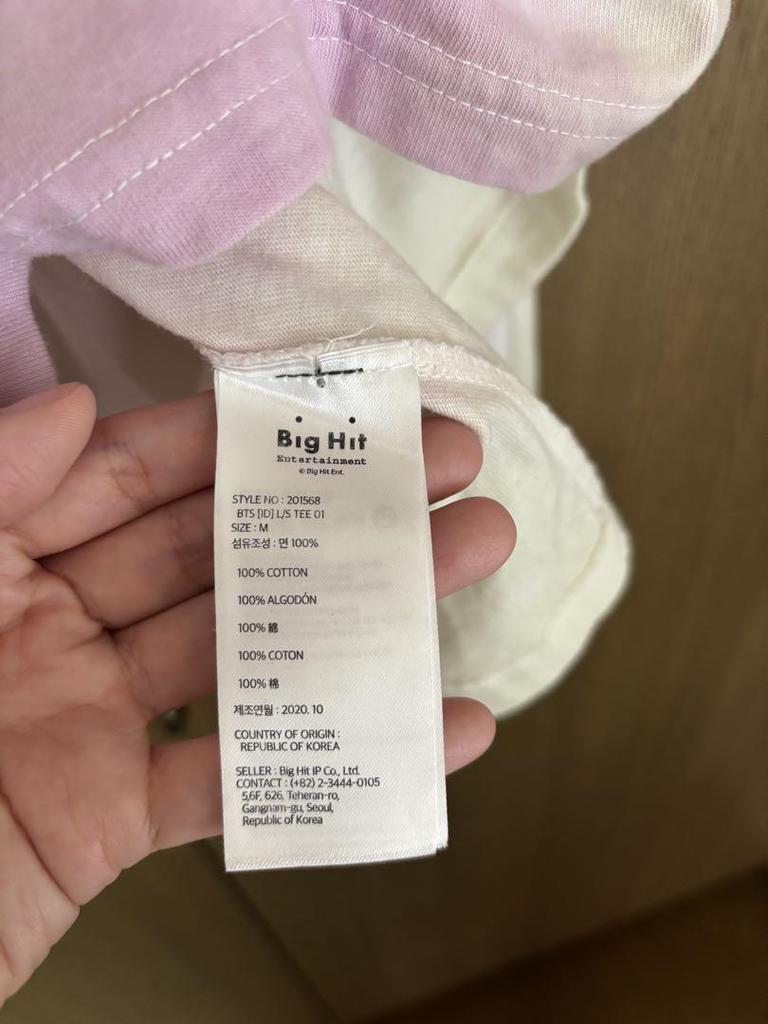 Big Hit
Entertainment
© Big Hit Ent.
STYLE NO : 201568
BTS [ID] L/S TEE 01
SIZE : M
섬유조성 : 면 100%
100% COTTON
100% ALGODÓN
100% 綿
100% COTON
100% 棉
제조연월 : 2020. 10
COUNTRY OF ORIGIN :
REPUBLIC OF KOREA
SELLER : Big Hit IP Co., Ltd.
CONTACT : (+82) 2-3444-0105
5,6F, 626, Teheran-ro,
Gangnam-gu, Seoul,
Republic of Korea